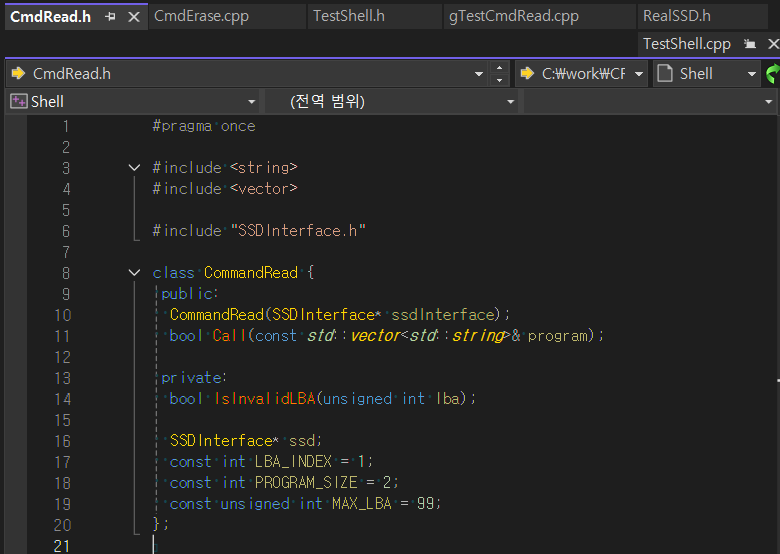 CmdRead.h CmdErase.cpp TestShell.h gTestCmdRead.cpp RealSSD.h
TestShell.cpp
CmdRead.h C:₩work₩CF Shell
Shell (전역 범위)
1 #pragma once
2
3 #include <string>
4 #include <vector>
5
6 #include "SSDInterface.h"
7
8 class CommandRead {
9 public:
10 CommandRead(SSDInterface* ssdInterface);
11 bool Call(const std::vector<std::string>& program);
12
13 private:
14 bool IsInvalidLBA(unsigned int lba);
15
16 SSDInterface* ssd;
17 const int LBA_INDEX = 1;
18 const int PROGRAM_SIZE = 2;
19 const unsigned int MAX_LBA = 99;
20 };
21